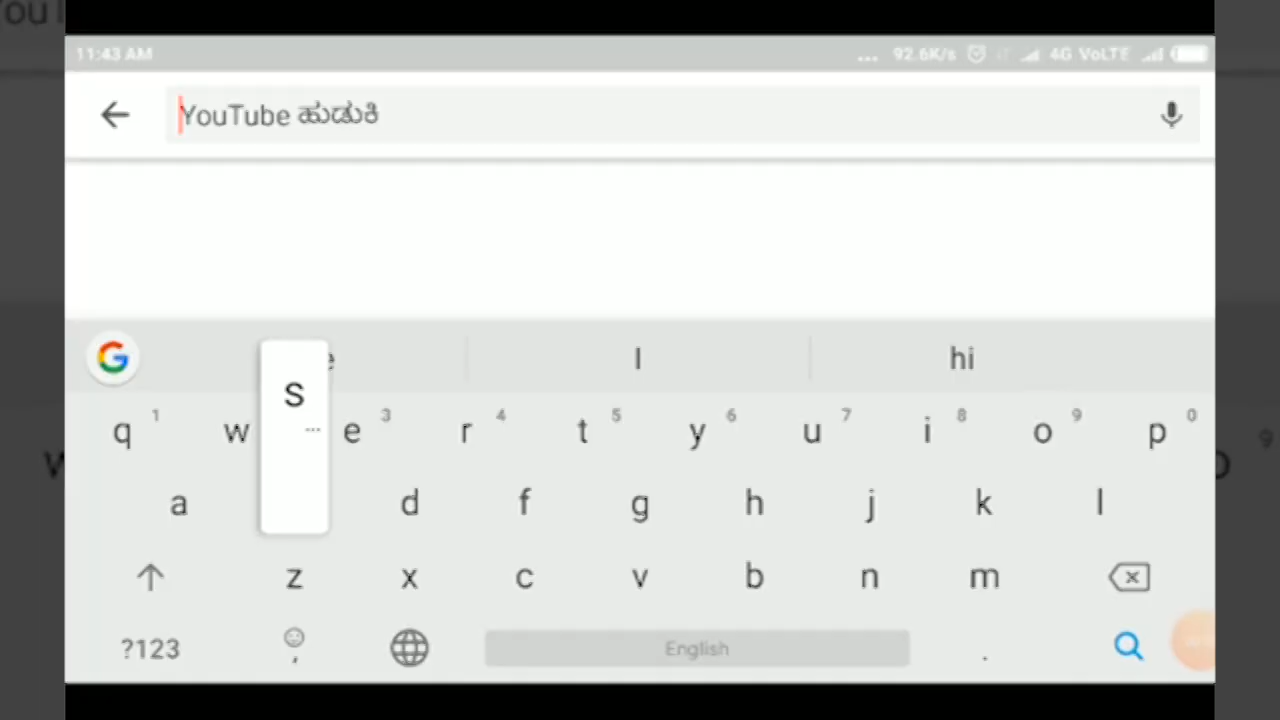 11:43 AM ... 92.6K/s 4G VoLTE
YouTube ಹುಡುಕಿ
G I hi
q 1 w e 3 r 4 t 5 y 6 u 7 i 8 o 9 p 0
a S ... d f g h j k l
z x c v b n m
?123 , English .